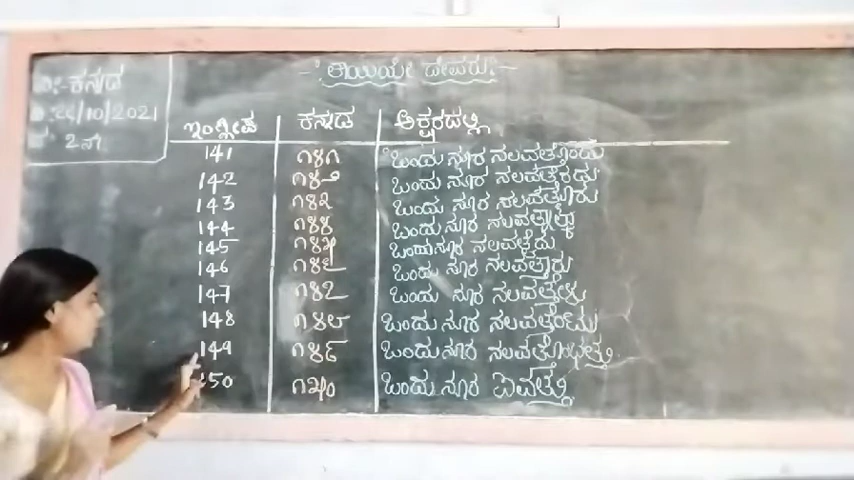 ತಾಯಿಯೇ ದೇವರು
ವಿ:-ಕನ್ನಡ
/10/2021
2ನೇ
ಇಂಗ್ಲೀಷ ಕನ್ನಡ ಅಕ್ಷರದಲ್ಲಿ
141 ೧೪೧ ಒಂದು ನೂರ ನಲವತ್ತೊಂದು
142 ೧೪೨ ಒಂದು ನೂರ ನಲವತ್ತೆರಡು
143 ೧೪೩ ಒಂದು ನೂರ ನಲವತ್ಮೂರು
144 ೧೪೪ ಒಂದು ನೂರ ನಲವತ್ನಾಲ್ಕು
145 ೧೪೫ ಒಂದು ನೂರ ನಲವತ್ತೈದು
146 ೧೪೬ ಒಂದು ನೂರ ನಲವತ್ತಾರು
147 ೧೪೭ ಒಂದು ನೂರ ನಲವತ್ತೇಳು
148 ೧೪೮ ಒಂದು ನೂರ ನಲವತ್ತೆಂಟು
149 ೧೪೯ ಒಂದು ನೂರ ನಲವತ್ತೊಂಭತ್ತು
150 ೧೫೦ ಒಂದು ನೂರ ಐವತ್ತು